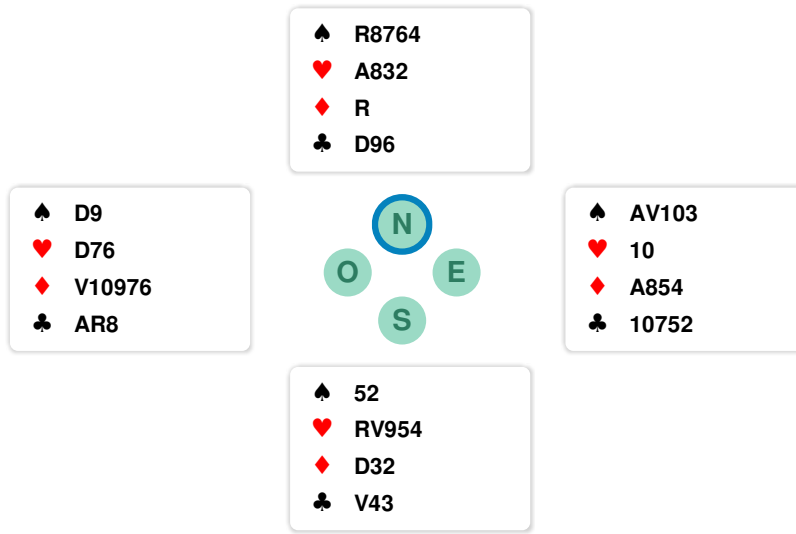 ♠ R8764
♥ A832
♦ R
♣ D96
♠ D9
♥ D76
♦ V10976
♣ AR8
N
O E
S
♠ AV103
♥ 10
♦ A854
♣ 10752
♠ 52
♥ RV954
♦ D32
♣ V43